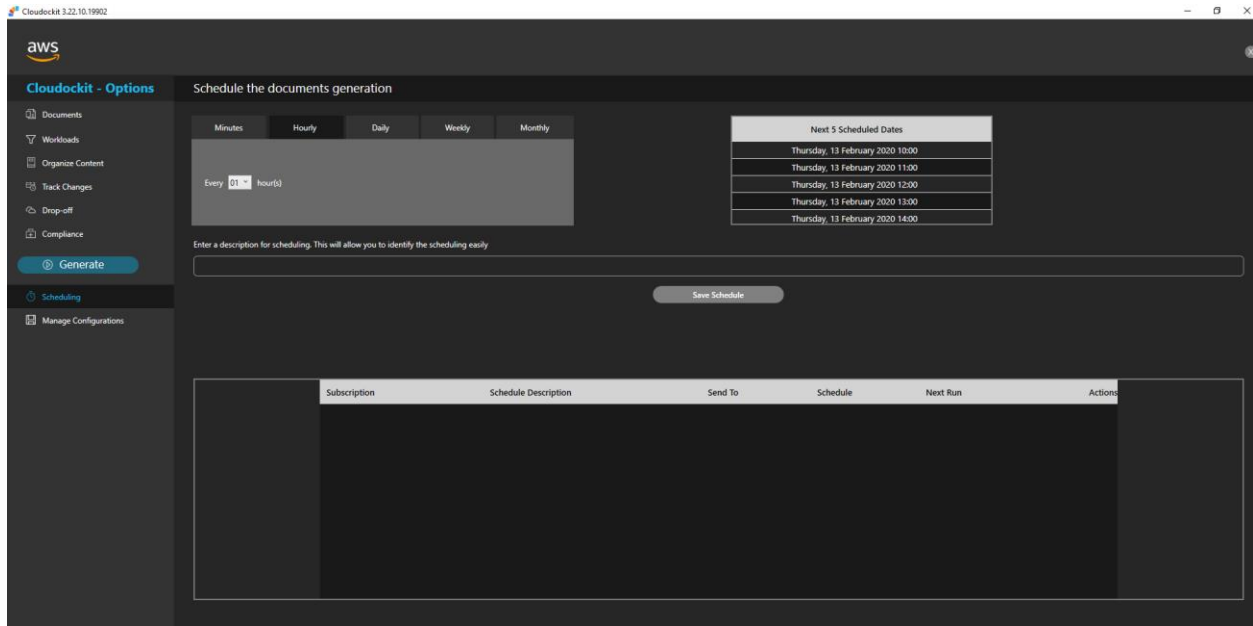 Cloudockit 3.22.10.19902
aws
Cloudockit - Options
Schedule the documents generation
Documents
Workloads
Organize Content
Track Changes
Drop-off
Compliance
Generate
Scheduling
Manage Configurations
Minutes Hourly Daily Weekly Monthly
Every 01 hour(s)
Next 5 Scheduled Dates
Thursday, 13 February 2020 10:00
Thursday, 13 February 2020 11:00
Thursday, 13 February 2020 12:00
Thursday, 13 February 2020 13:00
Thursday, 13 February 2020 14:00
Enter a description for scheduling. This will allow you to identify the scheduling easily
Save Schedule
Subscription Schedule Description Send To Schedule Next Run Actions